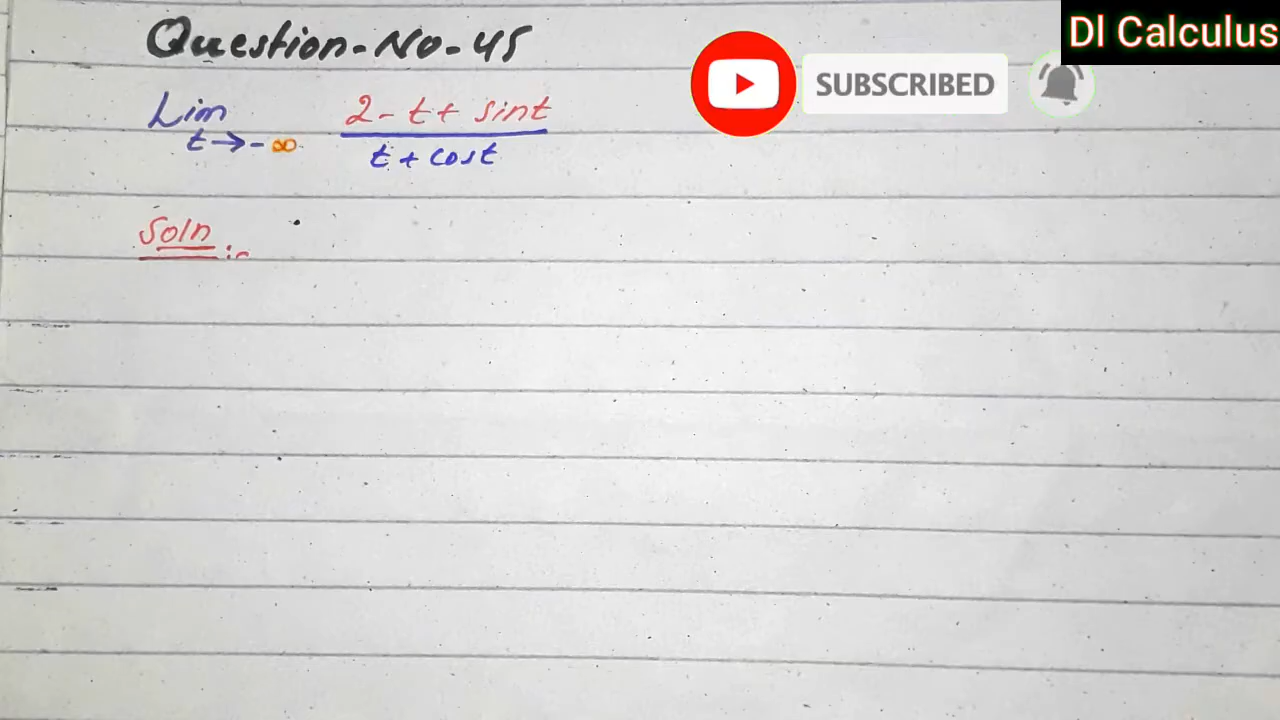 Question-No-45
DI Calculus
SUBSCRIBED
Lim 2-t+ sint
t→-∞ t+cost
Soln :-